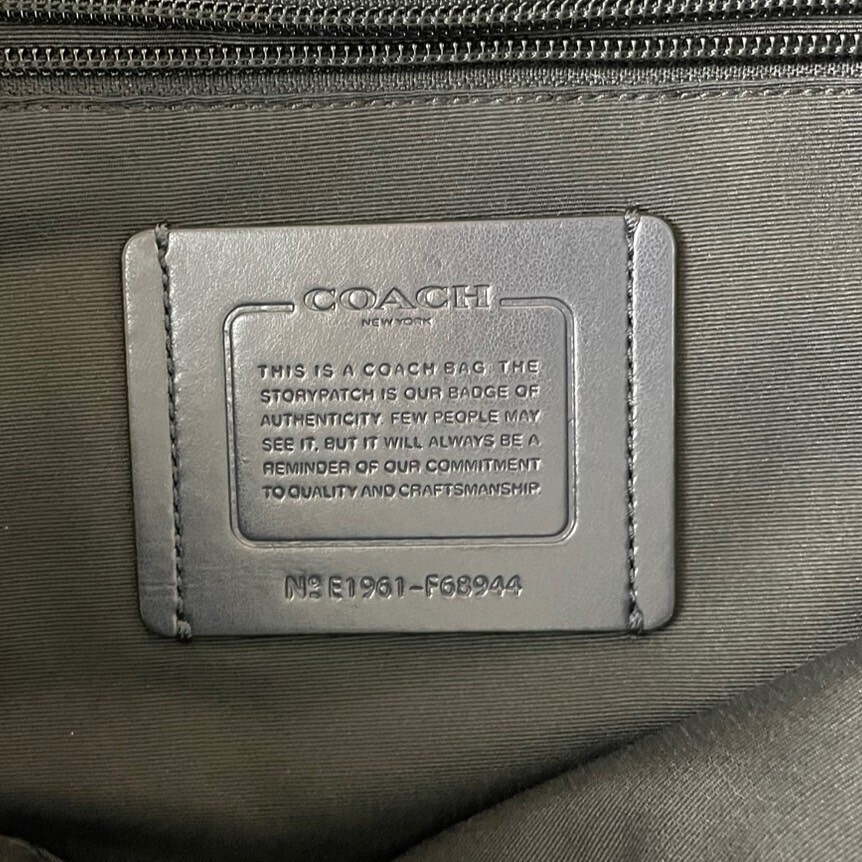 COACH
NEW YORK
THIS IS A COACH BAG. THE
STORYPATCH IS OUR BADGE OF
AUTHENTICITY. FEW PEOPLE MAY
SEE IT, BUT IT WILL ALWAYS BE A
REMINDER OF OUR COMMITMENT
TO QUALITY AND CRAFTSMANSHIP.
Nº E1961-F68944